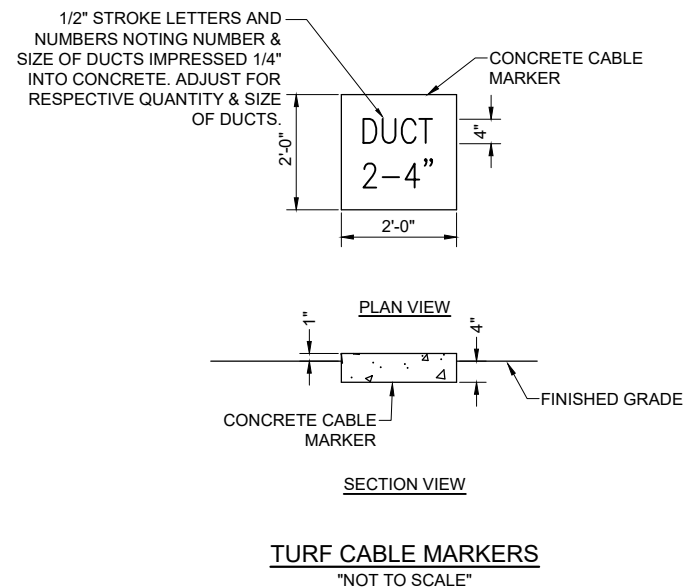 1/2" STROKE LETTERS AND
NUMBERS NOTING NUMBER &
SIZE OF DUCTS IMPRESSED 1/4"
INTO CONCRETE. ADJUST FOR
RESPECTIVE QUANTITY & SIZE
OF DUCTS.
CONCRETE CABLE
MARKER
2'-0"
DUCT
2-4"
4"
2'-0"
PLAN VIEW
1"
4"
FINISHED GRADE
CONCRETE CABLE
MARKER
SECTION VIEW
TURF CABLE MARKERS
"NOT TO SCALE"